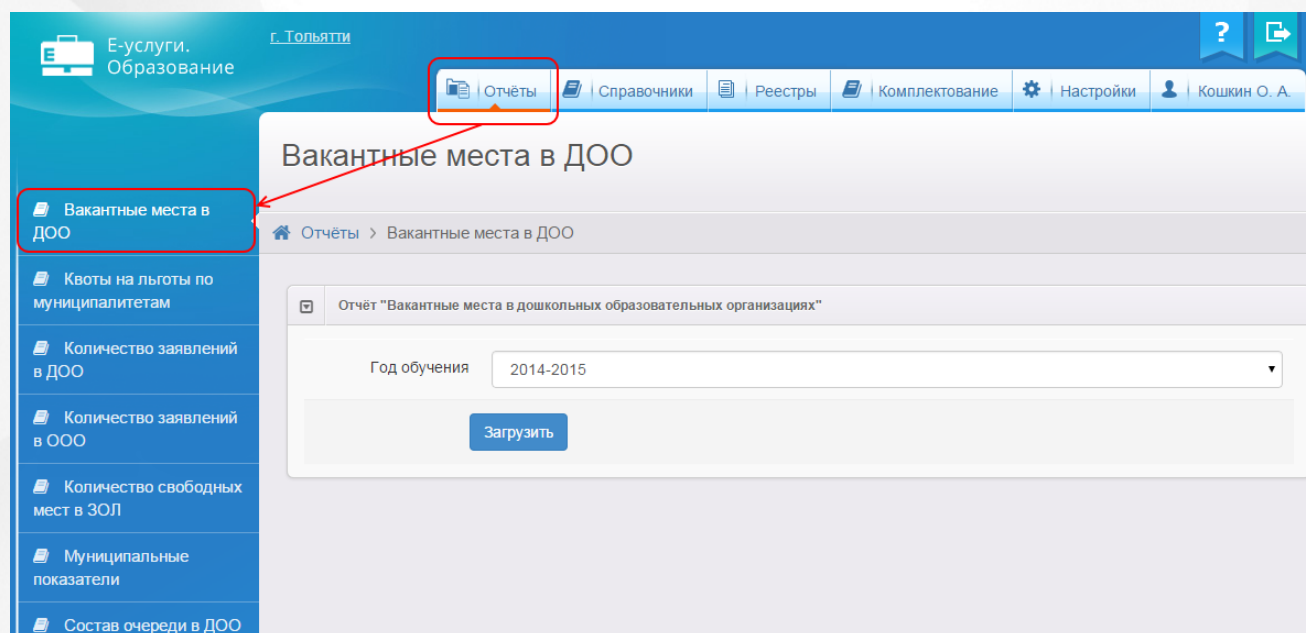 Е-услуги.
Образование
г. Тольятти
?
Отчёты
Справочники
Реестры
Комплектование
Настройки
Кошкин О. А.
Вакантные места в ДОО
Отчёты > Вакантные места в ДОО
Вакантные места в
ДОО
Квоты на льготы по
муниципалитетам
Количество заявлений
в ДОО
Количество заявлений
в ООО
Количество свободных
мест в ЗОЛ
Муниципальные
показатели
Состав очереди в ДОО
Отчёт "Вакантные места в дошкольных образовательных организациях"
Год обучения
2014-2015
Загрузить